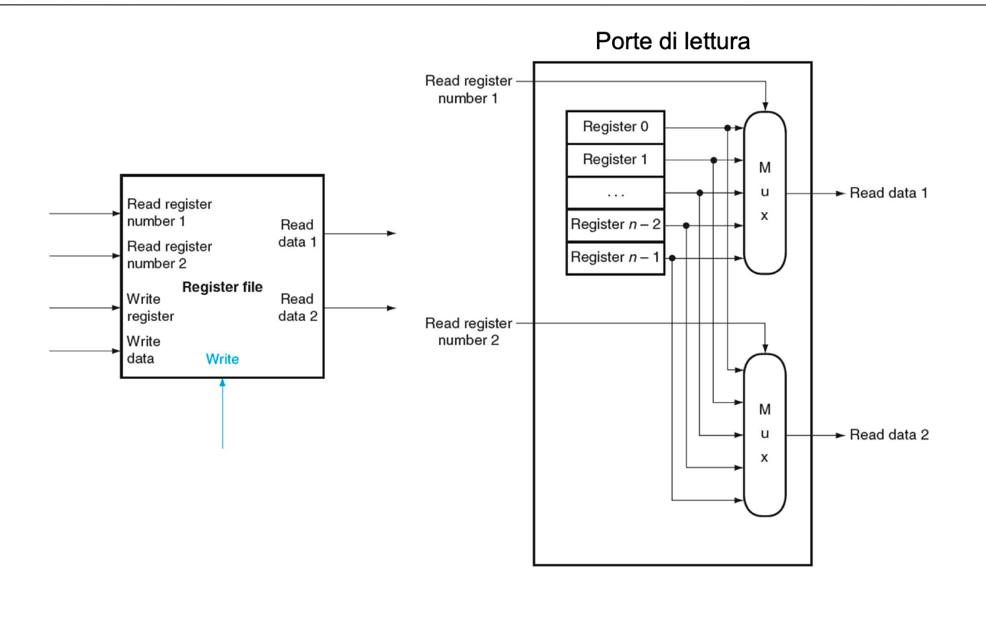 Porte di lettura
Read register
number 1
Read register
number 2
Register file
Write
register
Write
data
Write
Read
data 1
Read
data 2
Read register
number 1
Register 0
Register 1
. . .
Register n – 2
Register n – 1
M
u
x
Read data 1
Read register
number 2
M
u
x
Read data 2